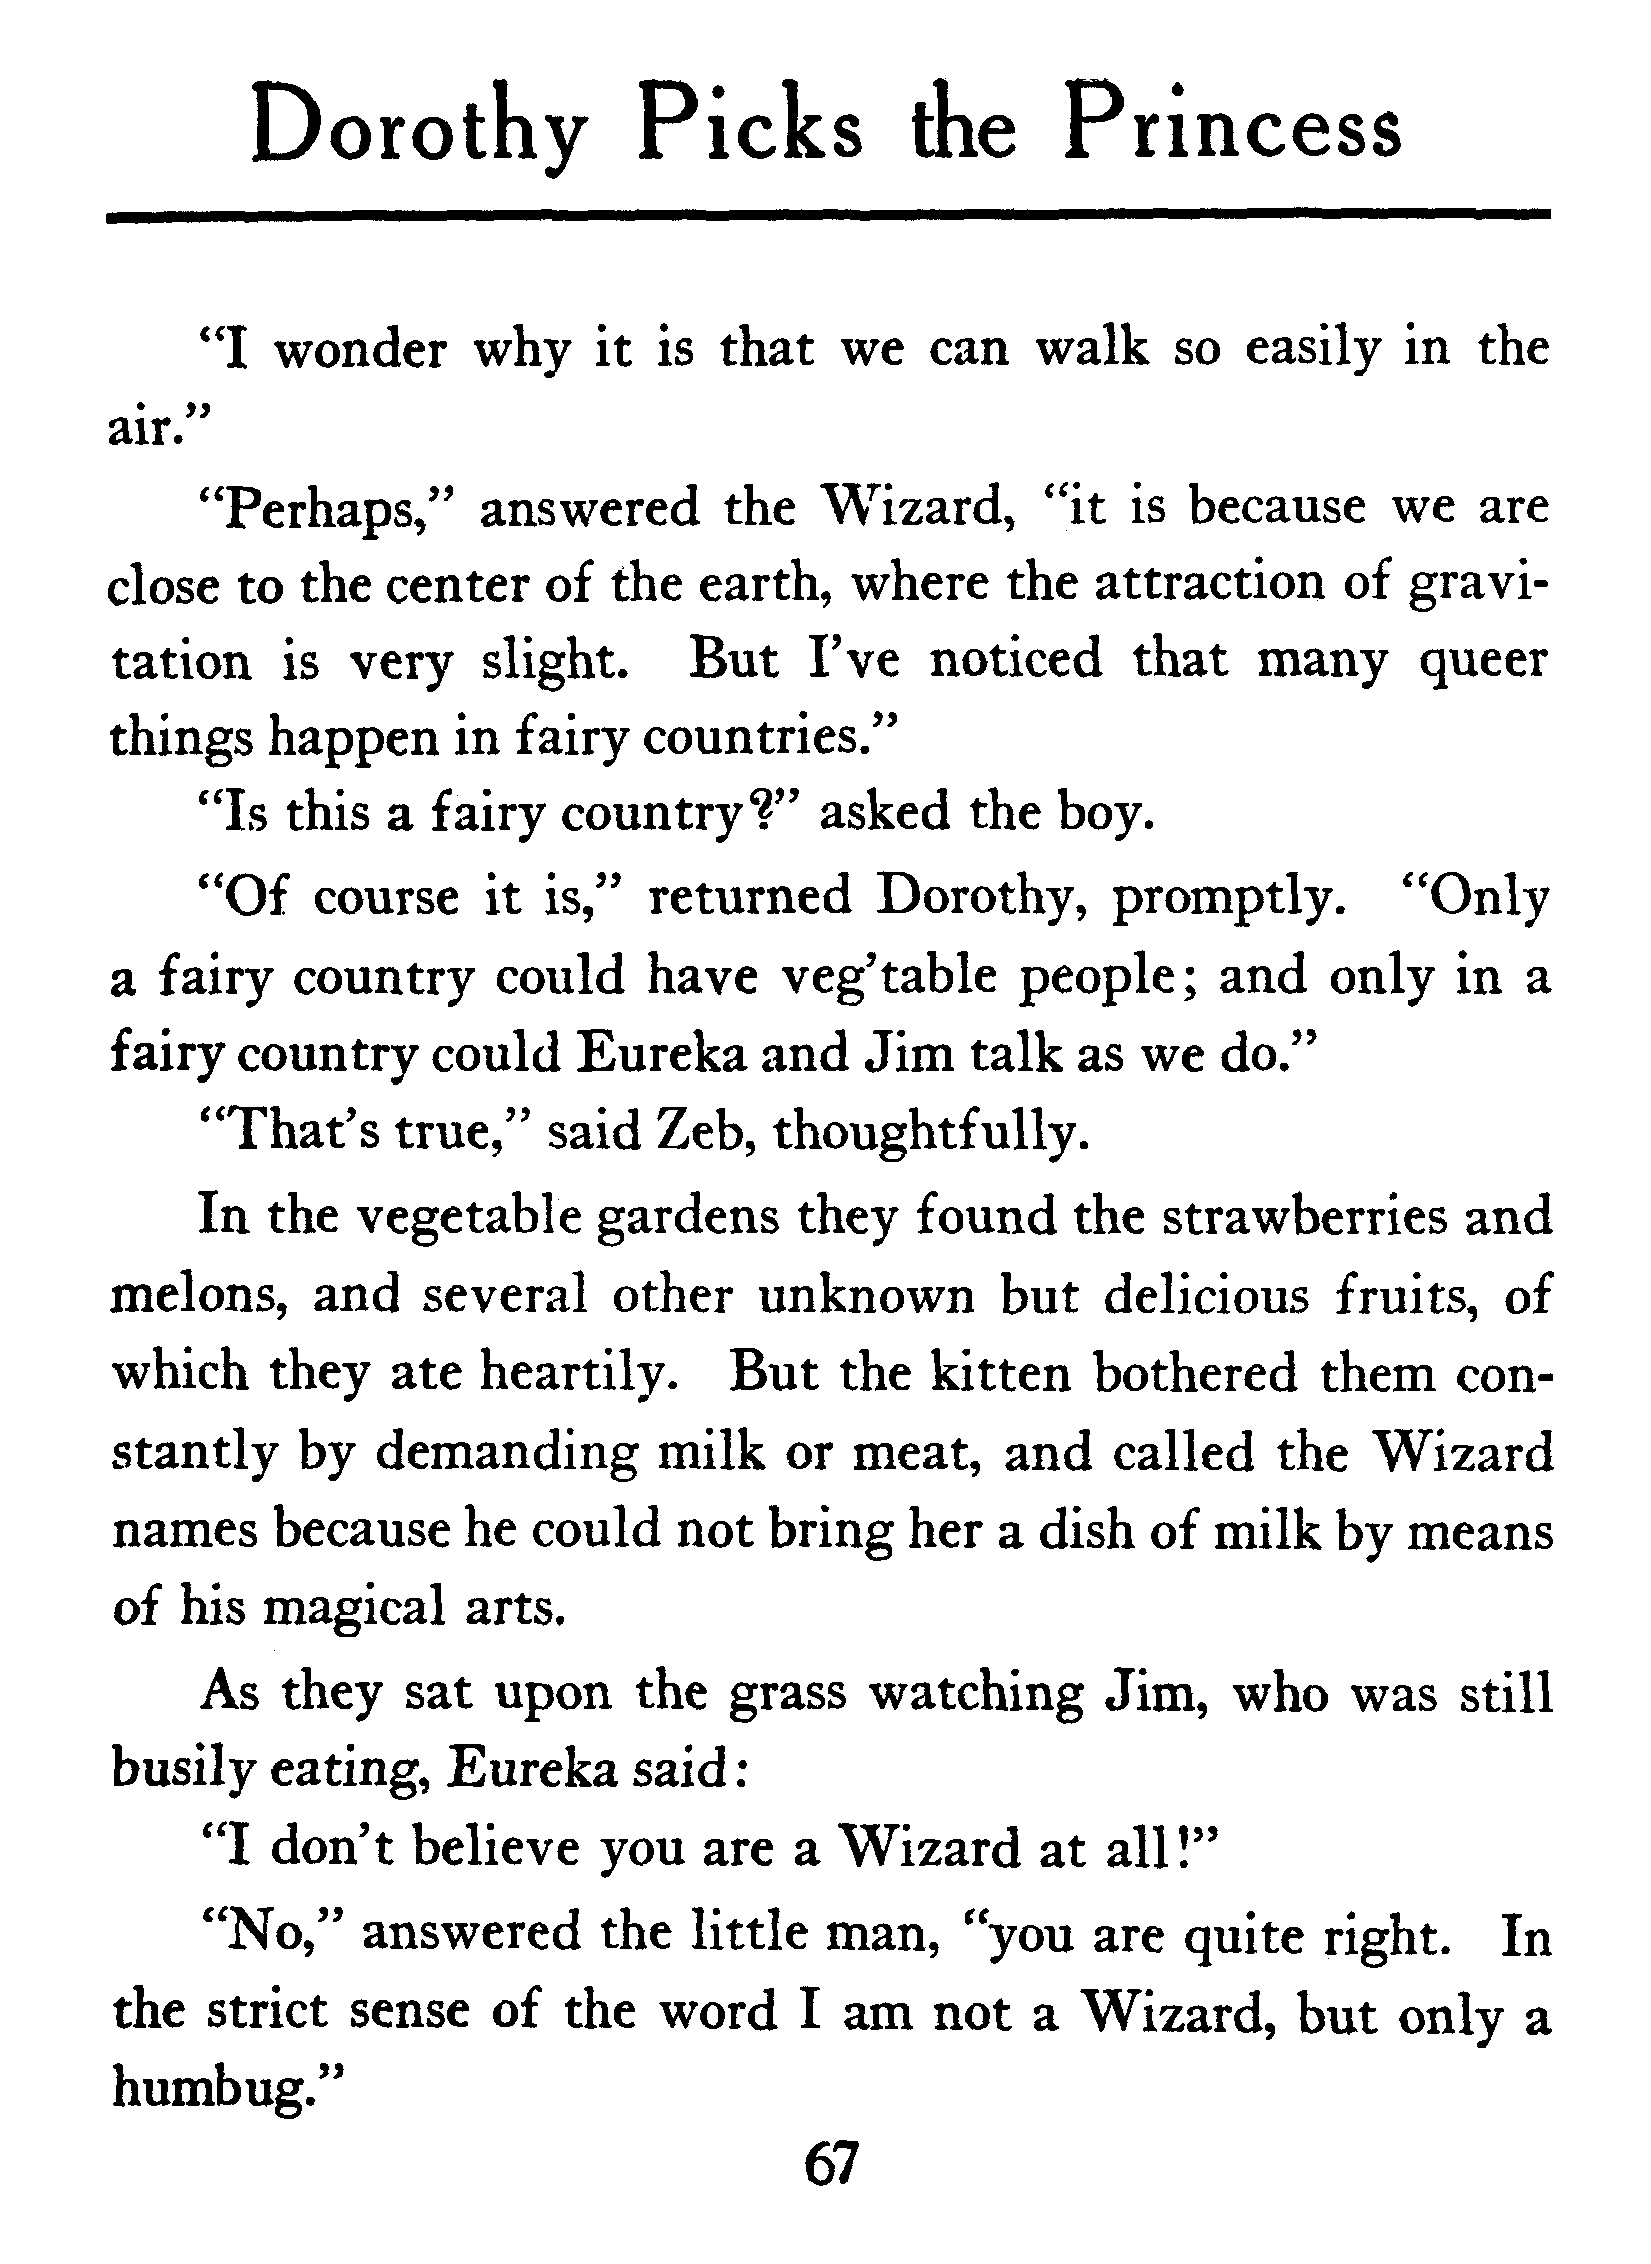 Dorothy Picks the Princess
“I wonder why it is that we can walk so easily in the
air.”
“Perhaps,” answered the Wizard, “it is because we are
close to the center of the earth, where the attraction of gravi-
tation is very slight. But I’ve noticed that many queer
things happen in fairy countries.”
“Is this a fairy country?” asked the boy.
“Of course it is,” returned Dorothy, promptly. “Only
a fairy country could have veg’table people; and only in a
fairy country could Eureka and Jim talk as we do.”
“That’s true,” said Zeb, thoughtfully.
In the vegetable gardens they found the strawberries and
melons, and several other unknown but delicious fruits, of
which they ate heartily. But the kitten bothered them con-
stantly by demanding milk or meat, and called the Wizard
names because he could not bring her a dish of milk by means
of his magical arts.
As they sat upon the grass watching Jim, who was still
busily eating, Eureka said:
“I don’t believe you are a Wizard at all!”
“No,” answered the little man, “you are quite right. In
the strict sense of the word I am not a Wizard, but only a
humbug.”
67